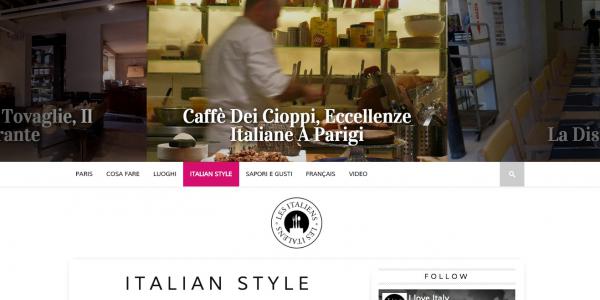 Tovaglie, Il
rante
Caffè Dei Cioppi, Eccellenze
Italiane A Parigi
La Dis
PARIS COSA FARE LUOGHI ITALIAN STYLE SAPORI E GUSTI FRANÇAIS VIDEO
LES ITALIENS • LES ITALIENS •
ITALIAN STYLE
FOLLOW
I love Italy